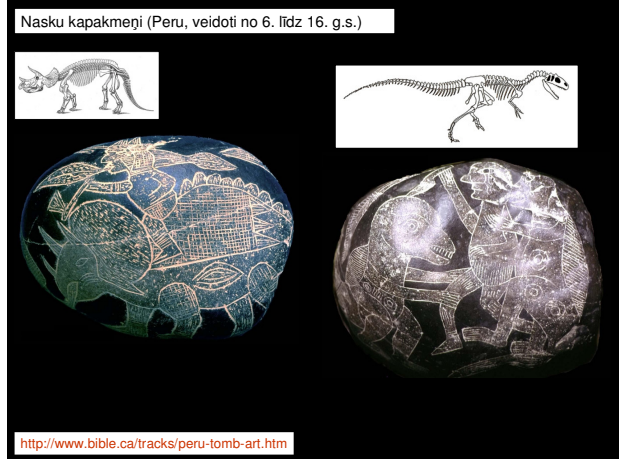 Nasku kapakmeņi (Peru, veidoti no 6. līdz 16. g.s.)
http://www.bible.ca/tracks/peru-tomb-art.htm